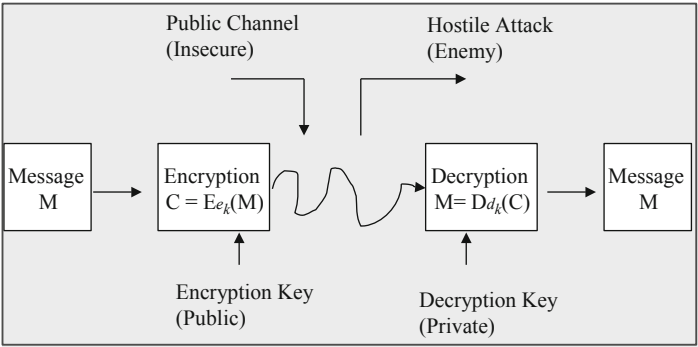 Public Channel
(Insecure)
Hostile Attack
(Enemy)
Message
M
Encryption
C = Eₑₖ(M)
Decryption
M= D𝑑ₖ(C)
Message
M
Encryption Key
(Public)
Decryption Key
(Private)